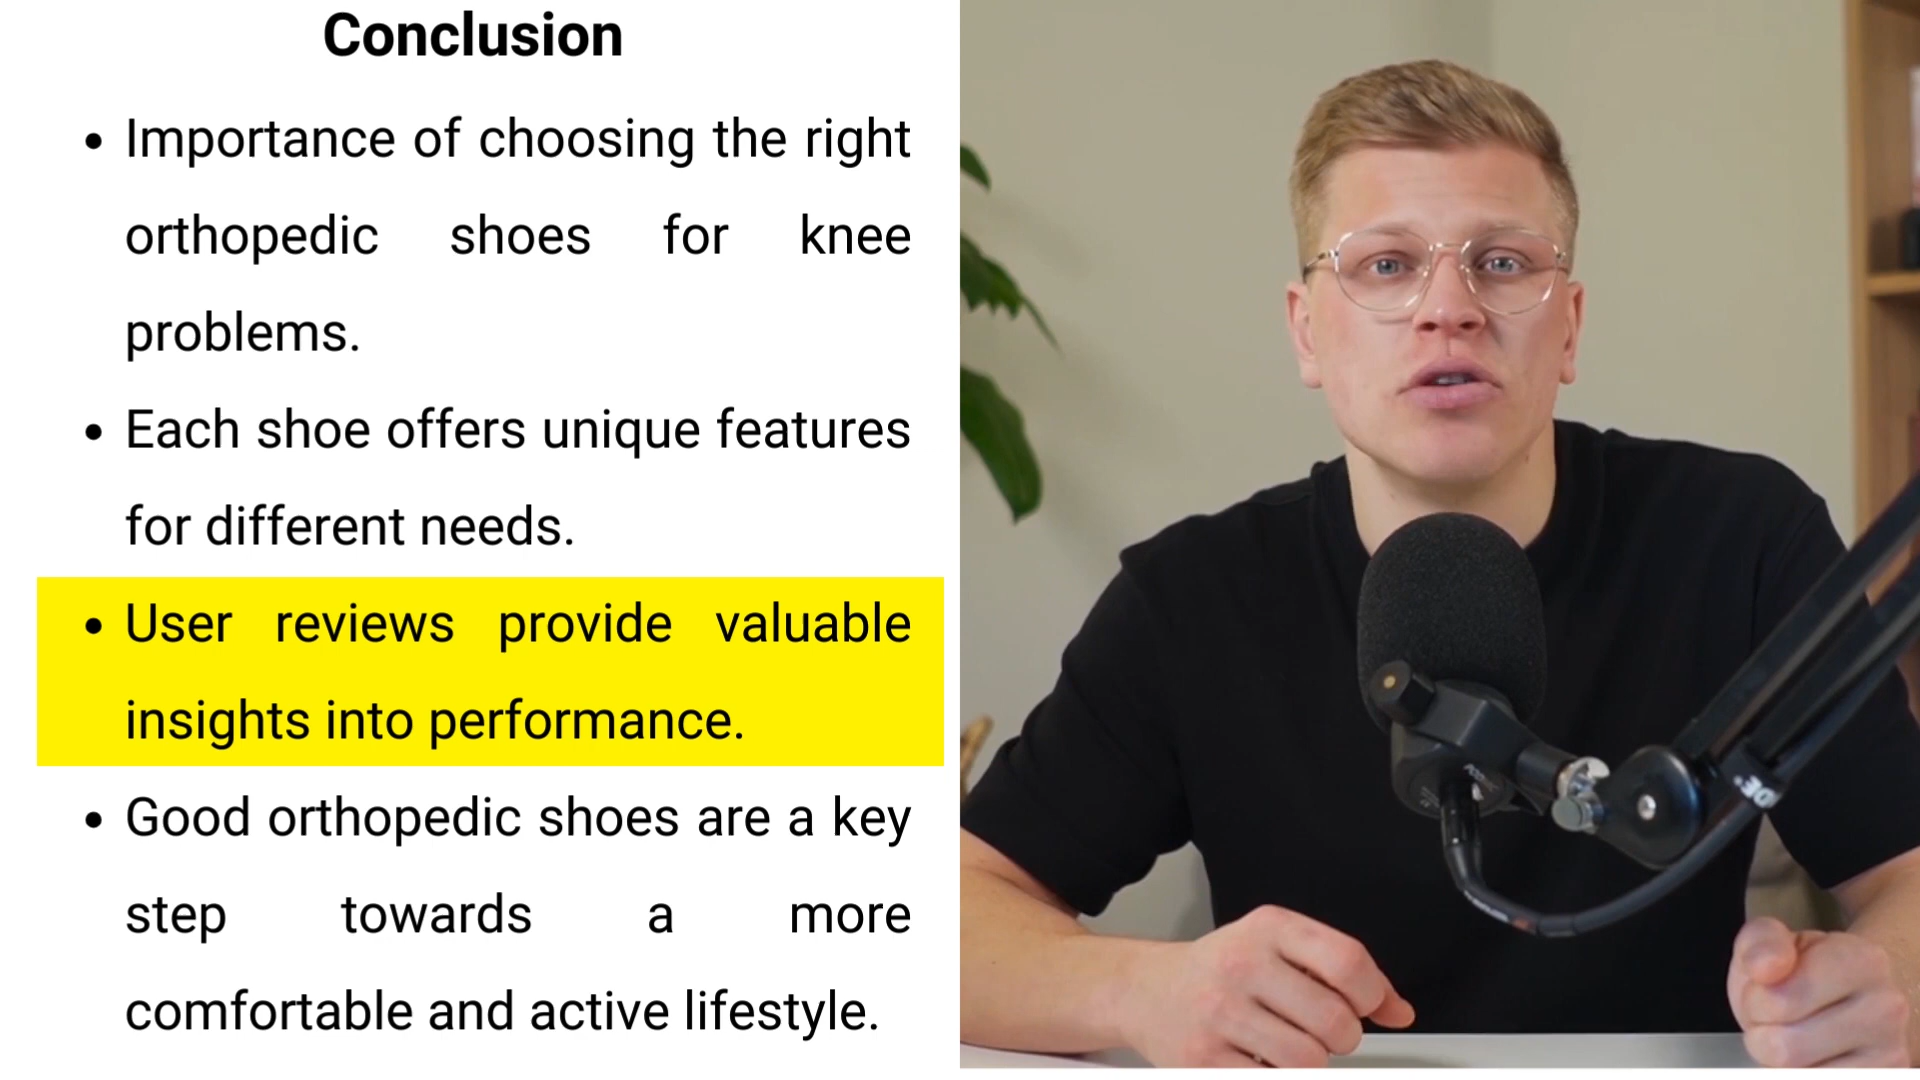 Conclusion
• Importance of choosing the right
orthopedic shoes for knee
problems.
• Each shoe offers unique features
for different needs.
• User reviews provide valuable
insights into performance.
• Good orthopedic shoes are a key
step towards a more
comfortable and active lifestyle.